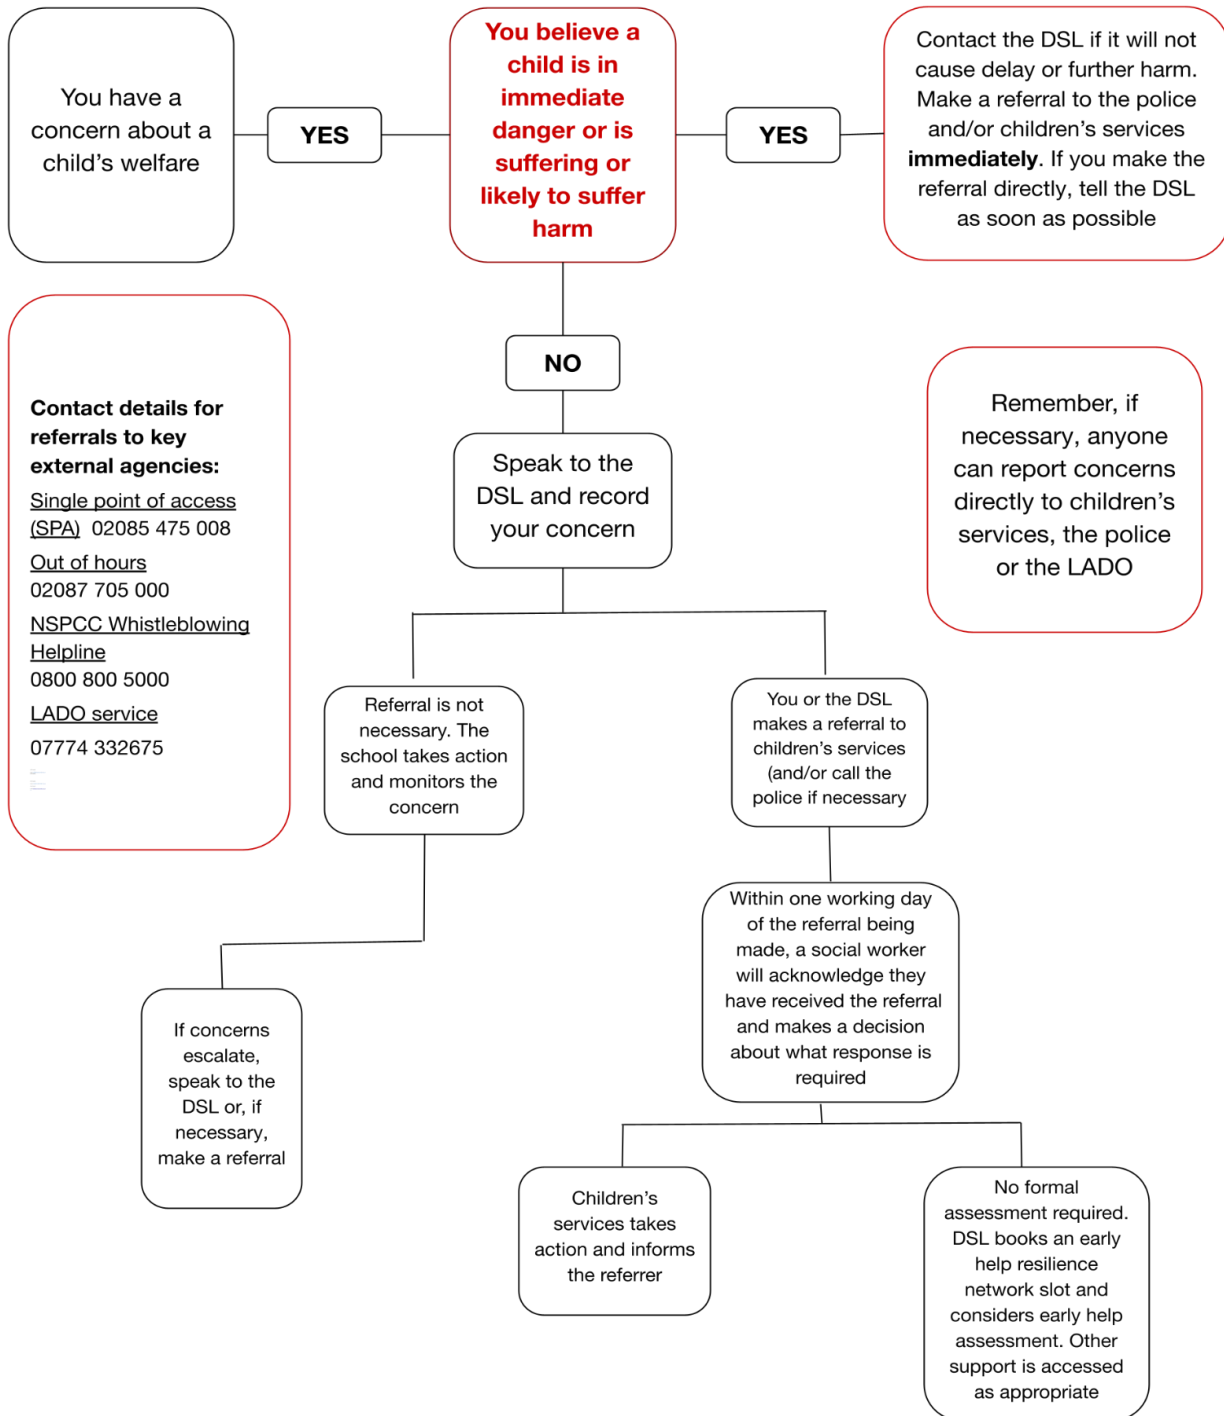 You have a
concern about a
child’s welfare
YES
You believe a
child is in
immediate
danger or is
suffering or
likely to suffer
harm
YES
Contact the DSL if it will not
cause delay or further harm.
Make a referral to the police
and/or children’s services
immediately. If you make the
referral directly, tell the DSL
as soon as possible
NO
Contact details for
referrals to key
external agencies:
Single point of access
(SPA) 02085 475 008
Out of hours
02087 705 000
NSPCC Whistleblowing
Helpline
0800 800 5000
LADO service
07774 332675
Speak to the
DSL and record
your concern
Remember, if
necessary, anyone
can report concerns
directly to children’s
services, the police
or the LADO
Referral is not
necessary. The
school takes action
and monitors the
concern
You or the DSL
makes a referral to
children’s services
(and/or call the
police if necessary
Within one working day
of the referral being
made, a social worker
will acknowledge they
have received the referral
and makes a decision
about what response is
required
If concerns
escalate,
speak to the
DSL or, if
necessary,
make a referral
Children’s
services takes
action and informs
the referrer
No formal
assessment required.
DSL books an early
help resilience
network slot and
considers early help
assessment. Other
support is accessed
as appropriate